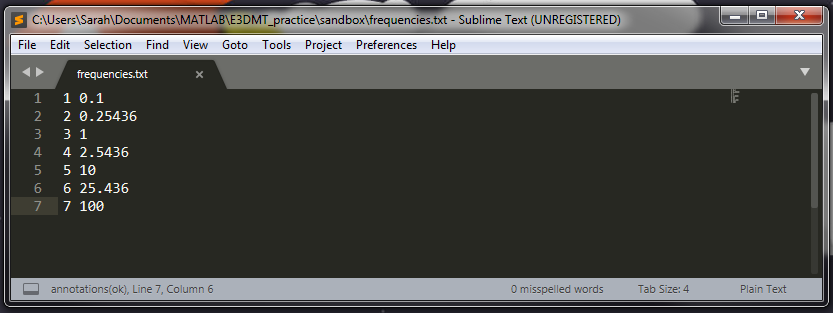 C:\Users\Sarah\Documents\MATLAB\E3DMT_practice\sandbox\frequencies.txt - Sublime Text (UNREGISTERED)
File Edit Selection Find View Goto Tools Project Preferences Help
frequencies.txt
1 1 0.1
2 2 0.25436
3 3 1
4 4 2.5436
5 5 10
6 6 25.436
7 7 100
annotations(ok), Line 7, Column 6 0 misspelled words Tab Size: 4 Plain Text